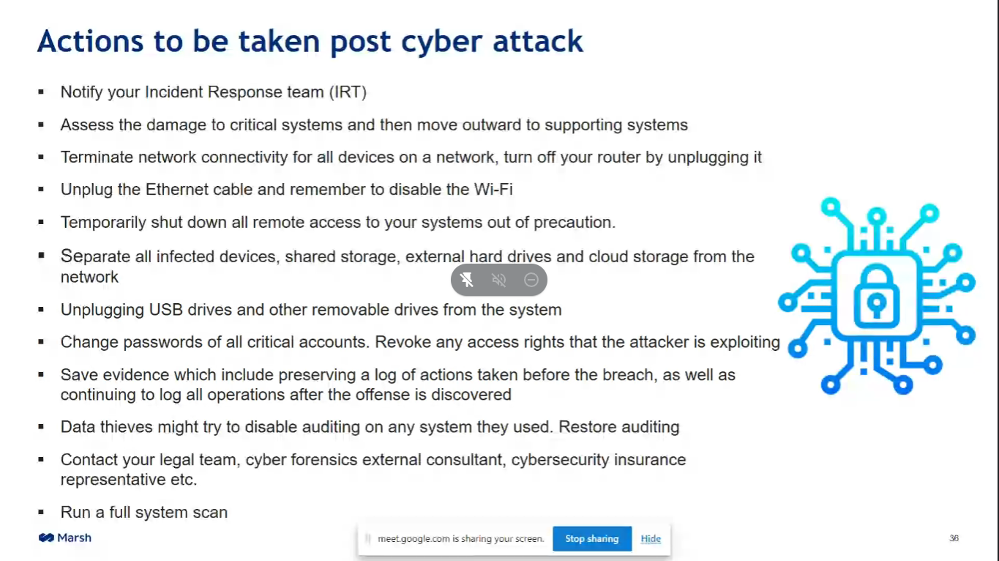 Actions to be taken post cyber attack
▪ Notify your Incident Response team (IRT)
▪ Assess the damage to critical systems and then move outward to supporting systems
▪ Terminate network connectivity for all devices on a network, turn off your router by unplugging it
▪ Unplug the Ethernet cable and remember to disable the Wi-Fi
▪ Temporarily shut down all remote access to your systems out of precaution.
▪ Separate all infected devices, shared storage, external hard drives and cloud storage from the
network
▪ Unplugging USB drives and other removable drives from the system
▪ Change passwords of all critical accounts. Revoke any access rights that the attacker is exploiting
▪ Save evidence which include preserving a log of actions taken before the breach, as well as
continuing to log all operations after the offense is discovered
▪ Data thieves might try to disable auditing on any system they used. Restore auditing
▪ Contact your legal team, cyber forensics external consultant, cybersecurity insurance
representative etc.
▪ Run a full system scan
Marsh
meet.google.com is sharing your screen. Stop sharing Hide
36